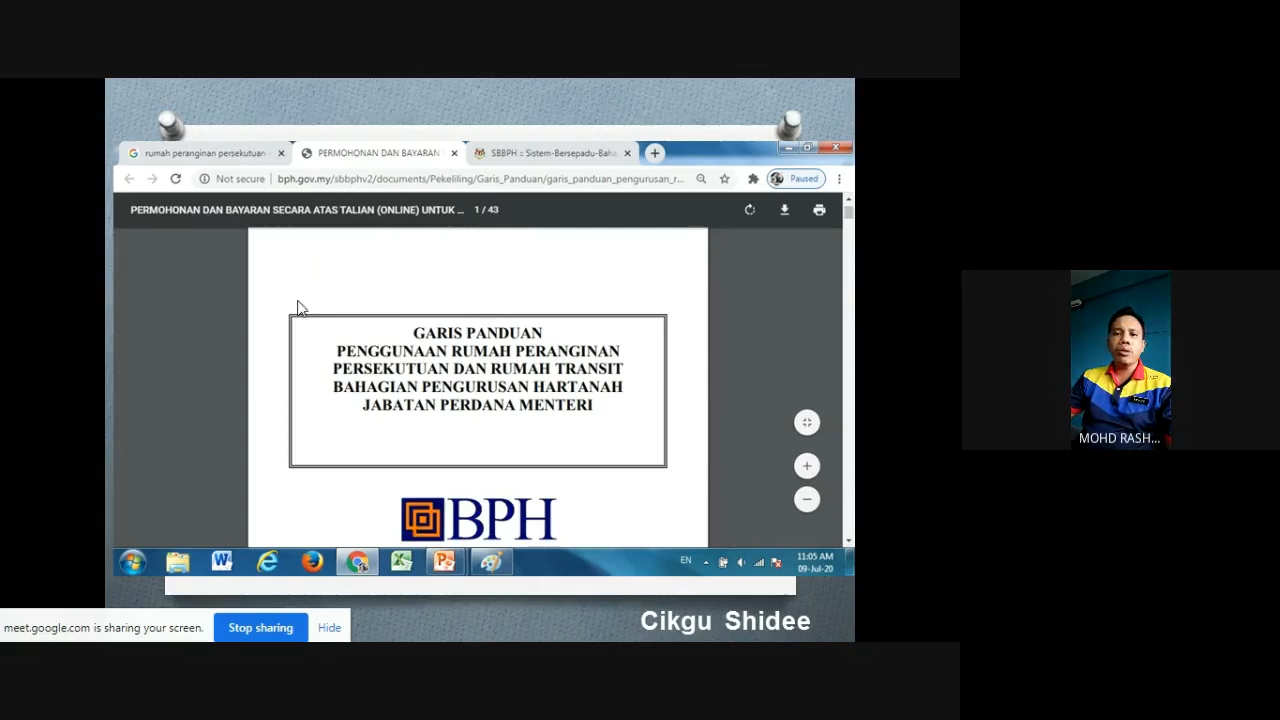 rumah peranginan persekutuan
PERMOHONAN DAN BAYARAN
SBBPH :: Sistem-Bersepadu-Baha
Not secure
bph.gov.my/sbbphv2/documents/Pekeliling/Garis_Panduan/garis_panduan_pengurusan_r...
Paused
PERMOHONAN DAN BAYARAN SECARA ATAS TALIAN (ONLINE) UNTUK ...
1 / 43
GARIS PANDUAN
PENGGUNAAN RUMAH PERANGINAN
PERSEKUTUAN DAN RUMAH TRANSIT
BAHAGIAN PENGURUSAN HARTANAH
JABATAN PERDANA MENTERI
BPH
MOHD RASH...
EN
11:05 AM
09-Jul-20
meet.google.com is sharing your screen.
Stop sharing
Hide
Cikgu Shidee